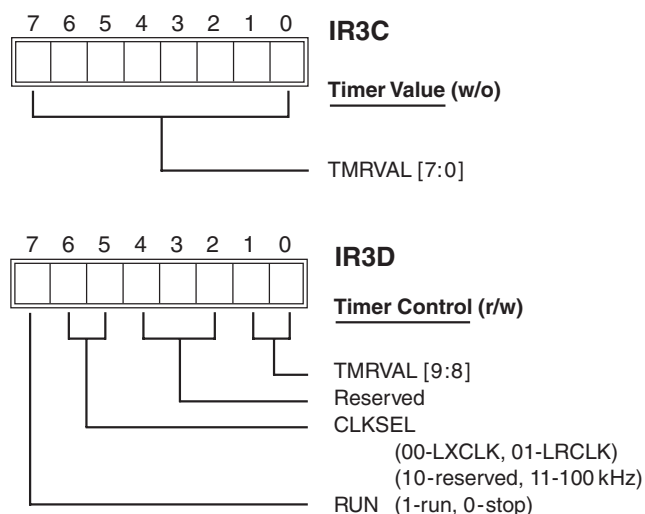 7 6 5 4 3 2 1 0
IR3C
Timer Value (w/o)
TMRVAL [7:0]
7 6 5 4 3 2 1 0
IR3D
Timer Control (r/w)
TMRVAL [9:8]
Reserved
CLKSEL
(00-LXCLK, 01-LRCLK)
(10-reserved, 11-100 kHz)
RUN (1-run, 0-stop)